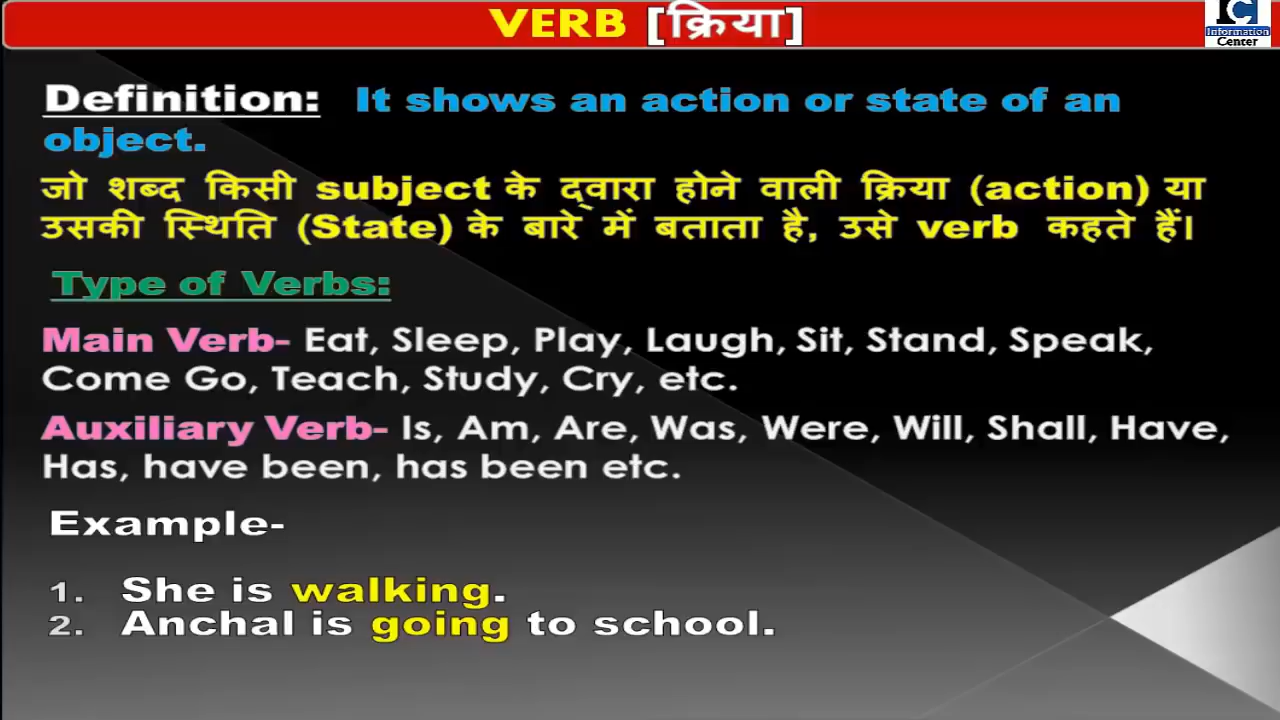 VERB [क्रिया]
IC
Information
Center
Definition: It shows an action or state of an
object.
जो शब्द किसी subject के द्वारा होने वाली क्रिया (action) या
उसकी स्थिति (State) के बारे में बताता है, उसे verb कहते हैं।
Type of Verbs:
Main Verb- Eat, Sleep, Play, Laugh, Sit, Stand, Speak,
Come Go, Teach, Study, Cry, etc.
Auxiliary Verb- Is, Am, Are, Was, Were, Will, Shall, Have,
Has, have been, has been etc.
Example-
1. She is walking.
2. Anchal is going to school.